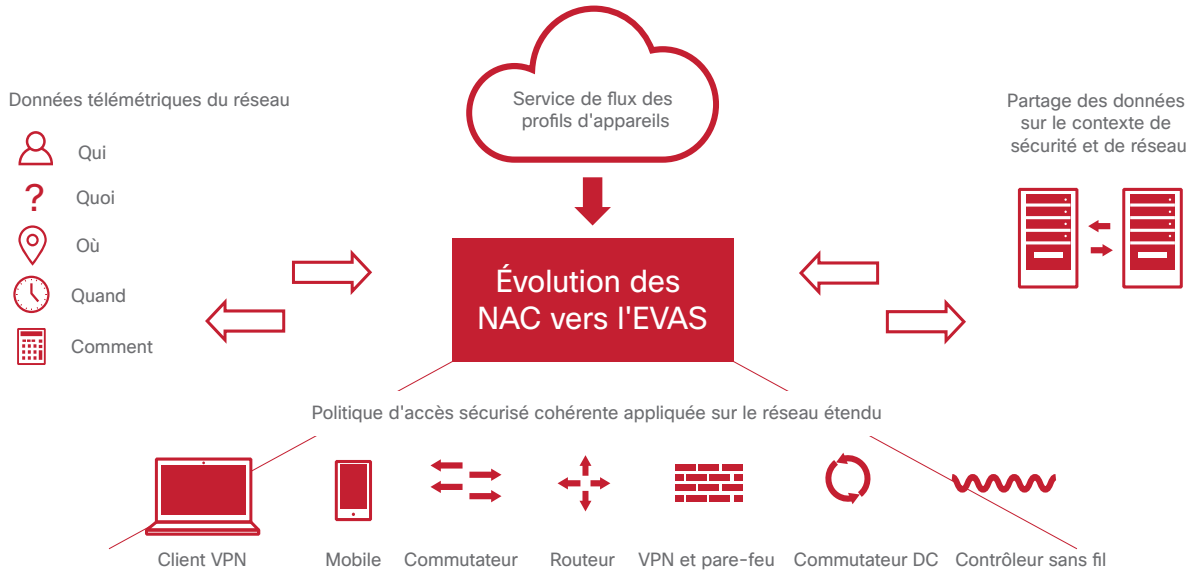 Données télémétriques du réseau
Qui
?
Quoi
Où
Quand
Comment
Service de flux des
profils d'appareils
Évolution des
NAC vers l'EVAS
Partage des données
sur le contexte de
sécurité et de réseau
Politique d'accès sécurisé cohérente appliquée sur le réseau étendu
Client VPN
Mobile
Commutateur
Routeur
VPN et pare-feu
Commutateur DC
Contrôleur sans fil